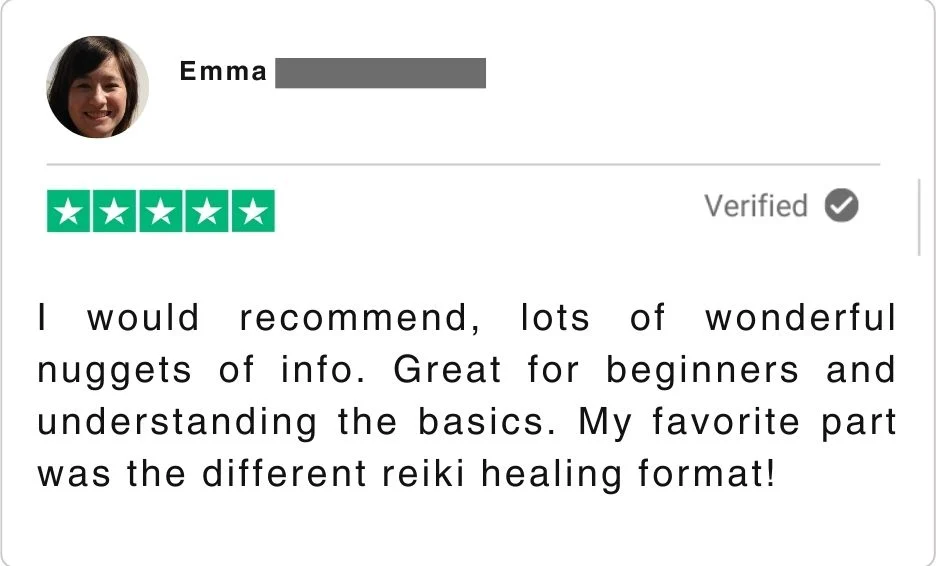 Emma
Verified
I would recommend, lots of wonderful
nuggets of info. Great for beginners and
understanding the basics. My favorite part
was the different reiki healing format!